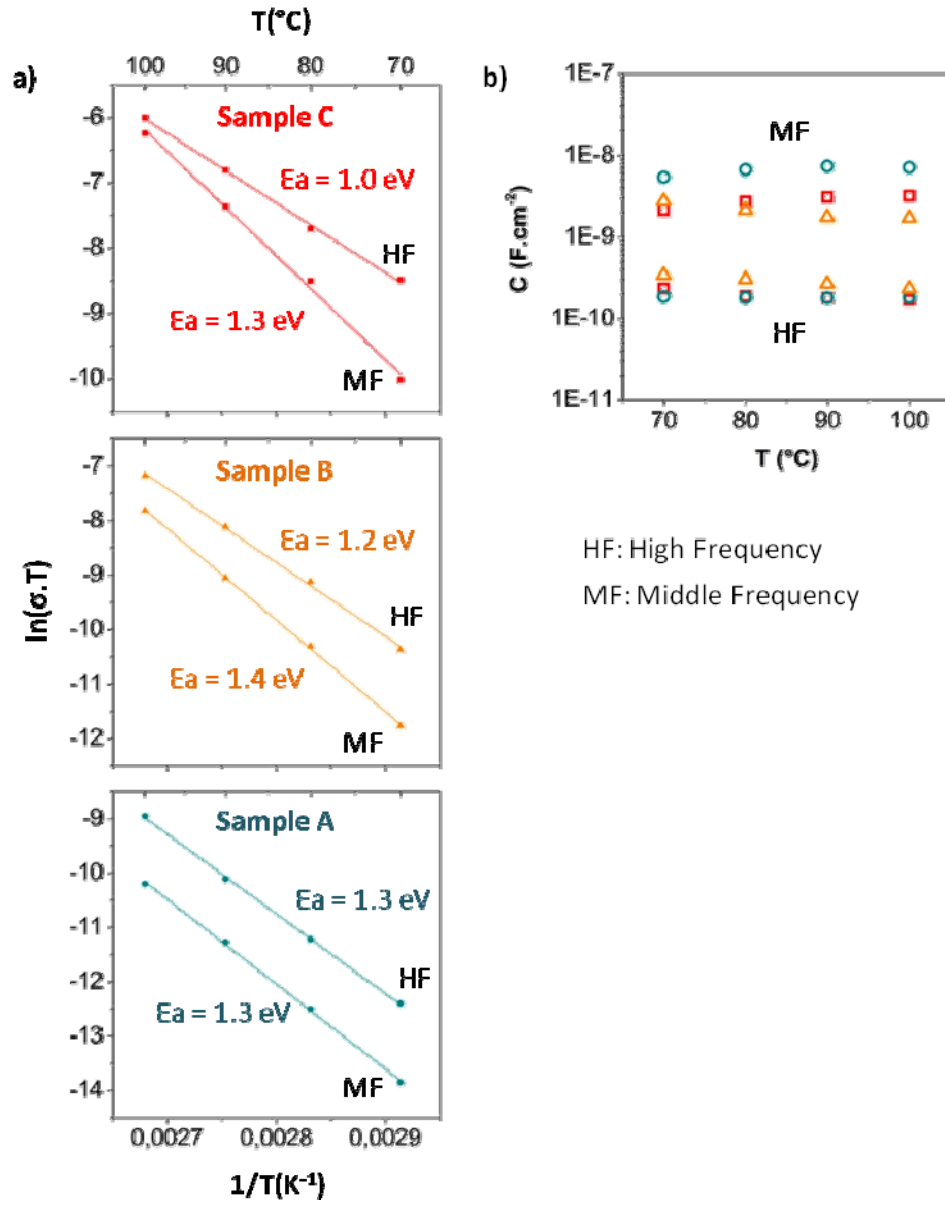 T(°C)
a)
100 90 80 70
-6
-7
-8
-9
-10
Sample C
Ea = 1.0 eV
HF
Ea = 1.3 eV
MF
ln(σ.T)
-7
-8
-9
-10
-11
-12
Sample B
Ea = 1.2 eV
HF
Ea = 1.4 eV
MF
-9
-10
-11
-12
-13
-14
Sample A
Ea = 1.3 eV
HF
Ea = 1.3 eV
MF
0,0027 0,0028 0,0029
1/T(K⁻¹)
b)
C (F.cm⁻²)
1E-7
1E-8
1E-9
1E-10
1E-11
MF
HF
70 80 90 100
T (°C)
HF: High Frequency
MF: Middle Frequency